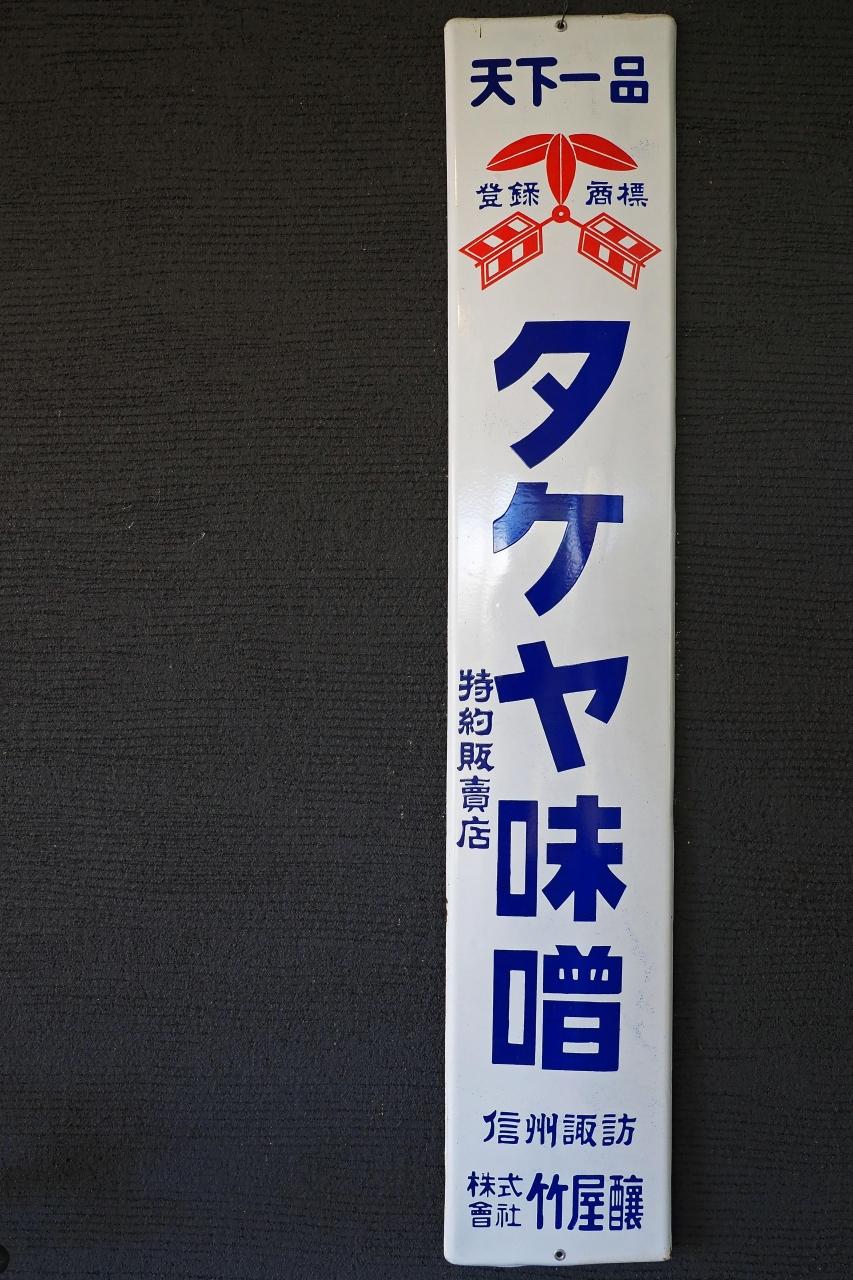 天下一品
登録 商標
タケヤ味噌
特約販賣店
信州諏訪
株式會社 竹屋醸